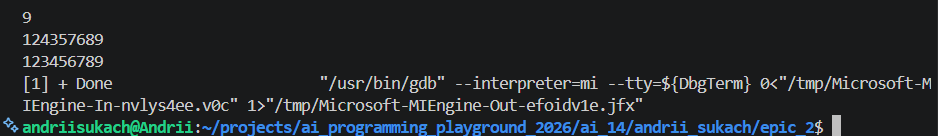 9
124357689
123456789
[1] + Done                       "/usr/bin/gdb" --interpreter=mi --tty=${DbgTerm} 0<"/tmp/Microsoft-M
IEngine-In-nvlys4ee.v0c" 1>"/tmp/Microsoft-MIEngine-Out-efoidv1e.jfx"
andriisukach@Andrii:~/projects/ai_programming_playground_2026/ai_14/andrii_sukach/epic_2$